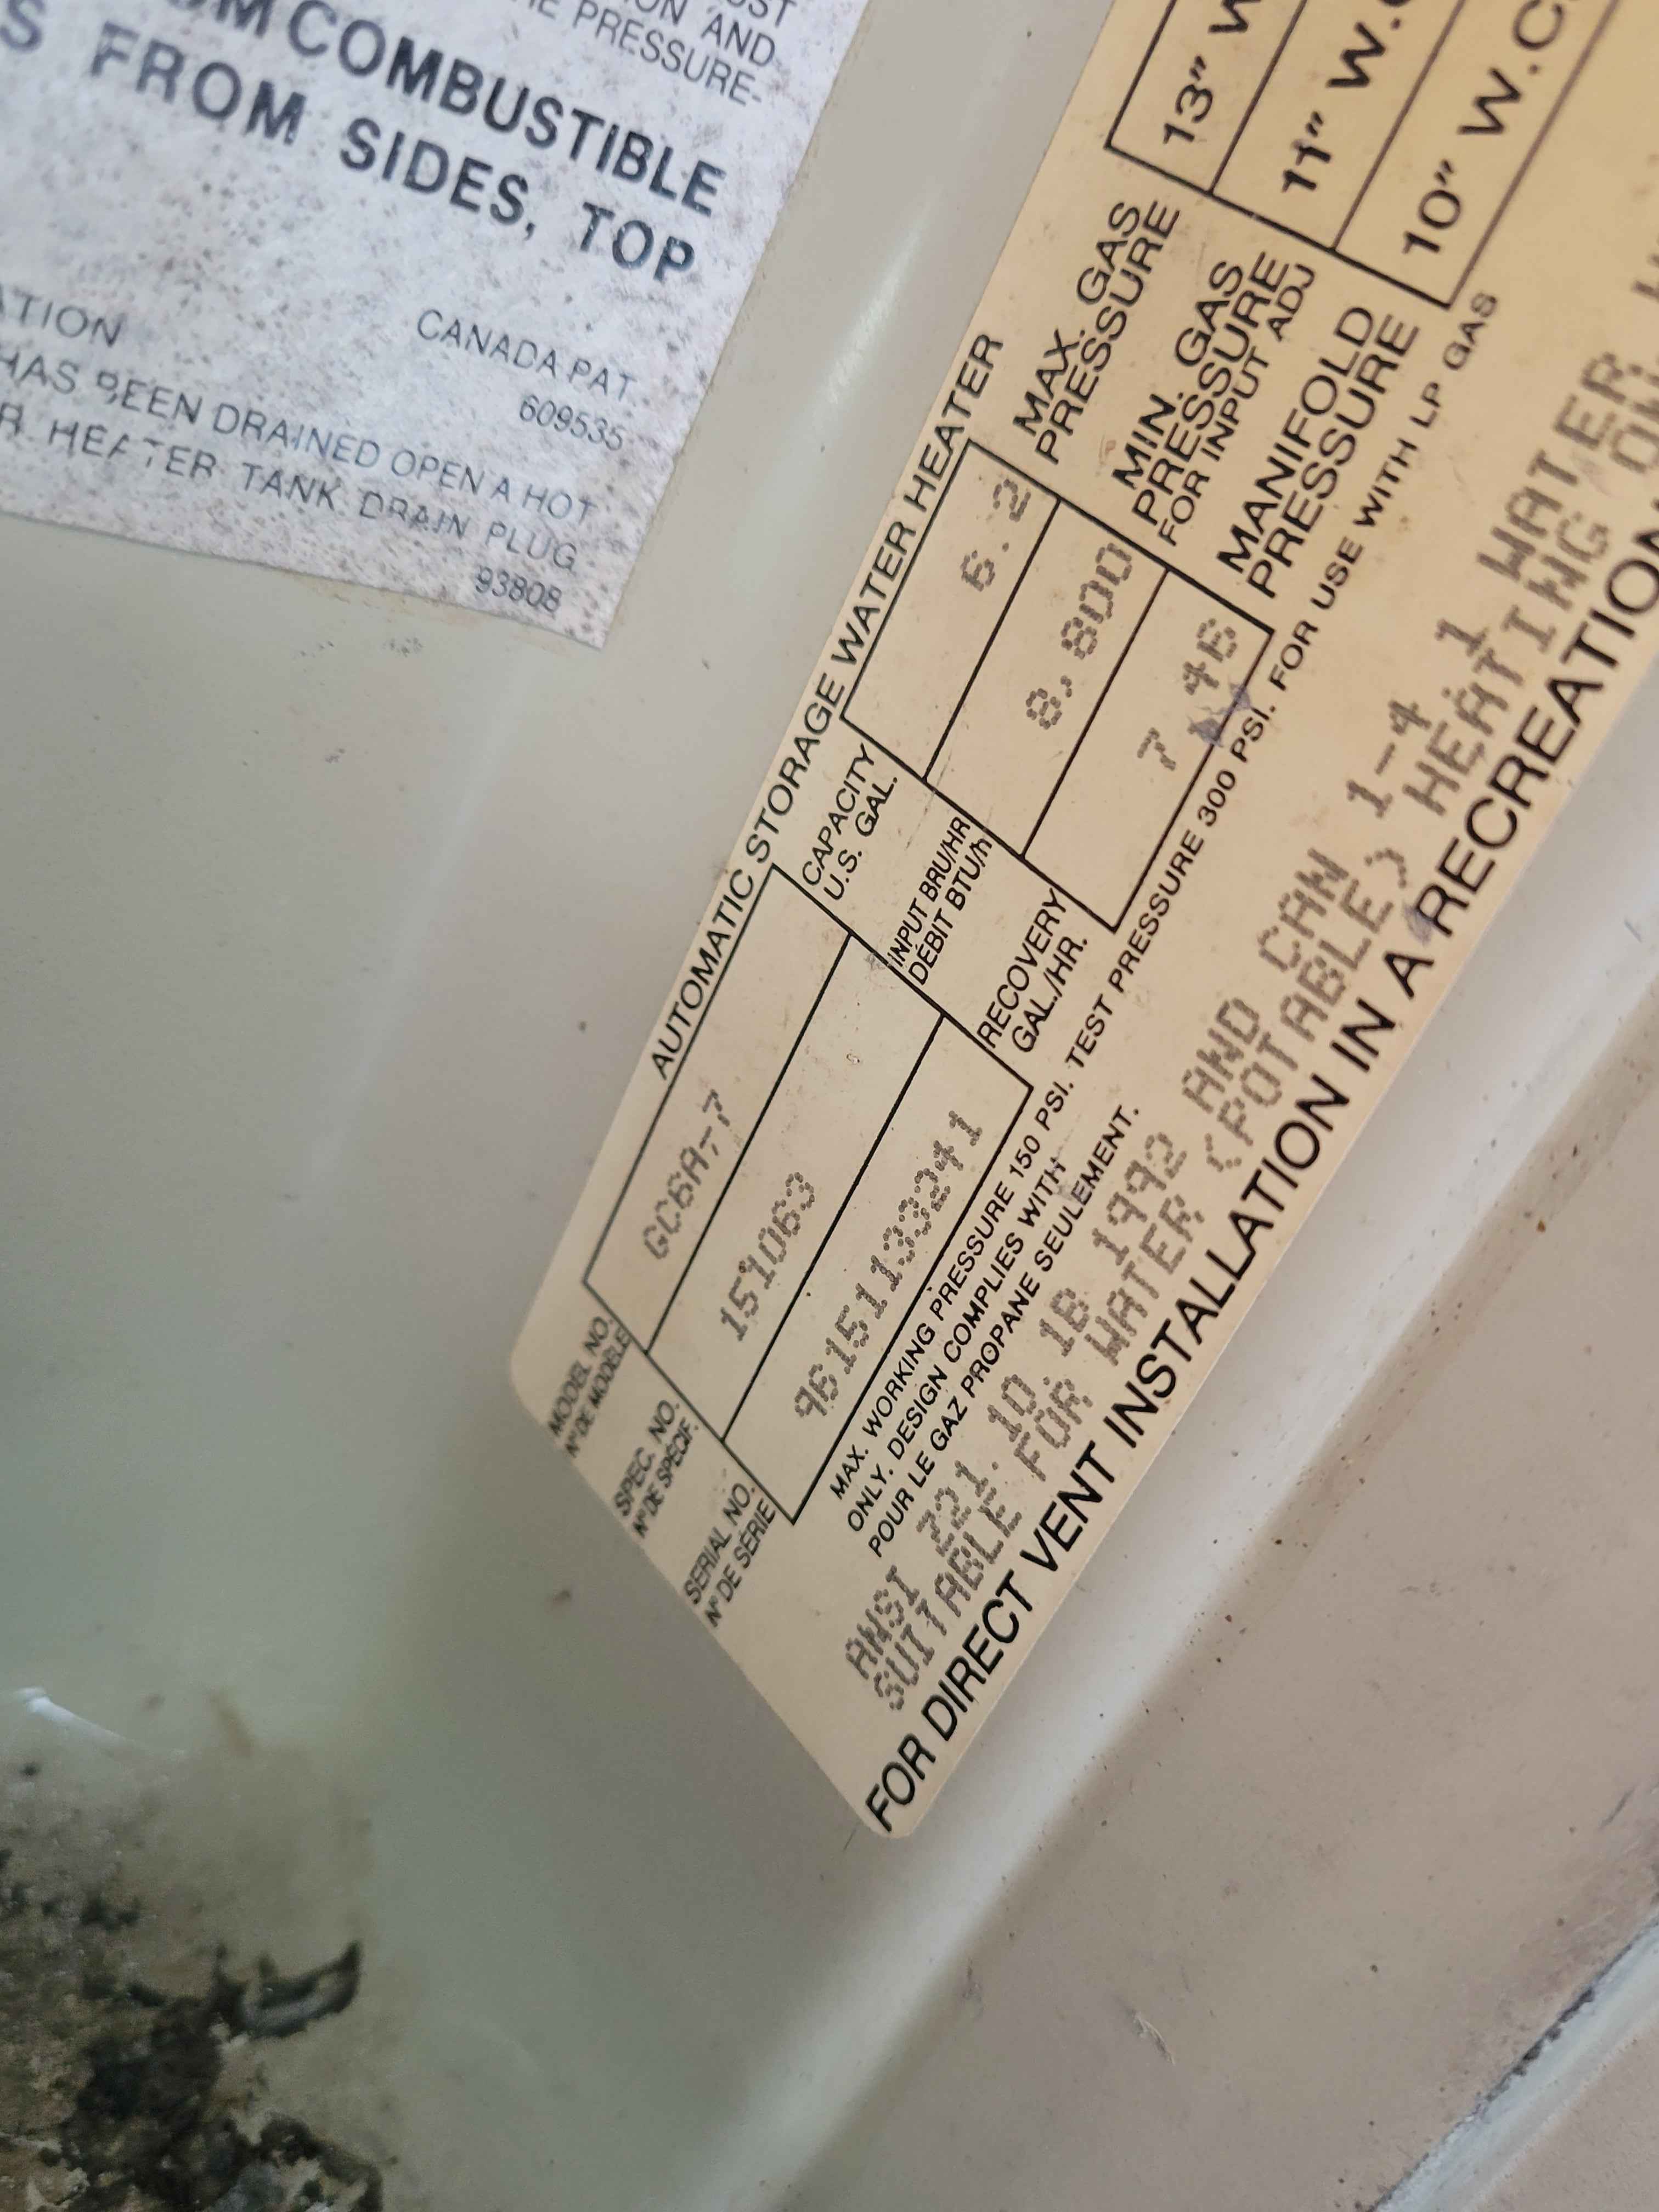 UST
ON AND
HE PRESSURE-
OM COMBUSTIBLE
S FROM SIDES, TOP
CANADA PAT.
609535
ATION
HAS BEEN DRAINED OPEN A HOT
R HEATER TANK DRAIN PLUG
93808
AUTOMATIC STORAGE WATER HEATER
MODEL NO.
N° DE MODELE
GC6A-7
CAPACITY
U.S. GAL.
6.2
MAX. GAS
PRESSURE
13" W
SPEC. NO.
N° DE SPÉCIF.
151063
INPUT BRU/HR
DÉBIT BTU/h
8,800
MIN. GAS
PRESSURE
FOR INPUT ADJ
11" W.C
SERIAL NO.
N° DE SÉRIE
96151133241
RECOVERY
GAL./HR.
7 46
MANIFOLD
PRESSURE
10" W.C.
MAX. WORKING PRESSURE 150 PSI. TEST PRESSURE 300 PSI. FOR USE WITH LP GAS
ONLY. DESIGN COMPLIES WITH
POUR LE GAZ PROPANE SEULEMENT.
ANSI Z21. 10. 1B 1992 AND CAN 1-4 1 WATER
SUITABLE FOR WATER (POTABLE) HEATING ON
FOR DIRECT VENT INSTALLATION IN A RECREATION